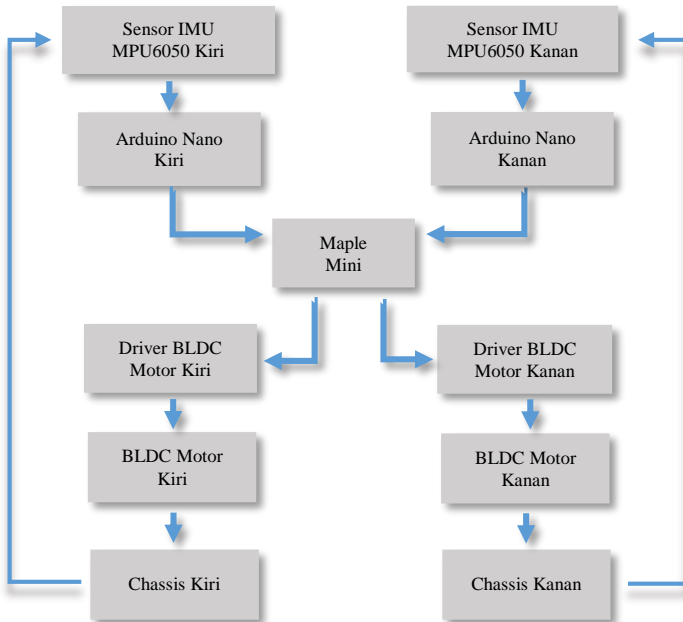 Sensor IMU
MPU6050 Kiri
Sensor IMU
MPU6050 Kanan
Arduino Nano
Kiri
Arduino Nano
Kanan
Maple
Mini
Driver BLDC
Motor Kiri
Driver BLDC
Motor Kanan
BLDC Motor
Kiri
BLDC Motor
Kanan
Chassis Kiri
Chassis Kanan